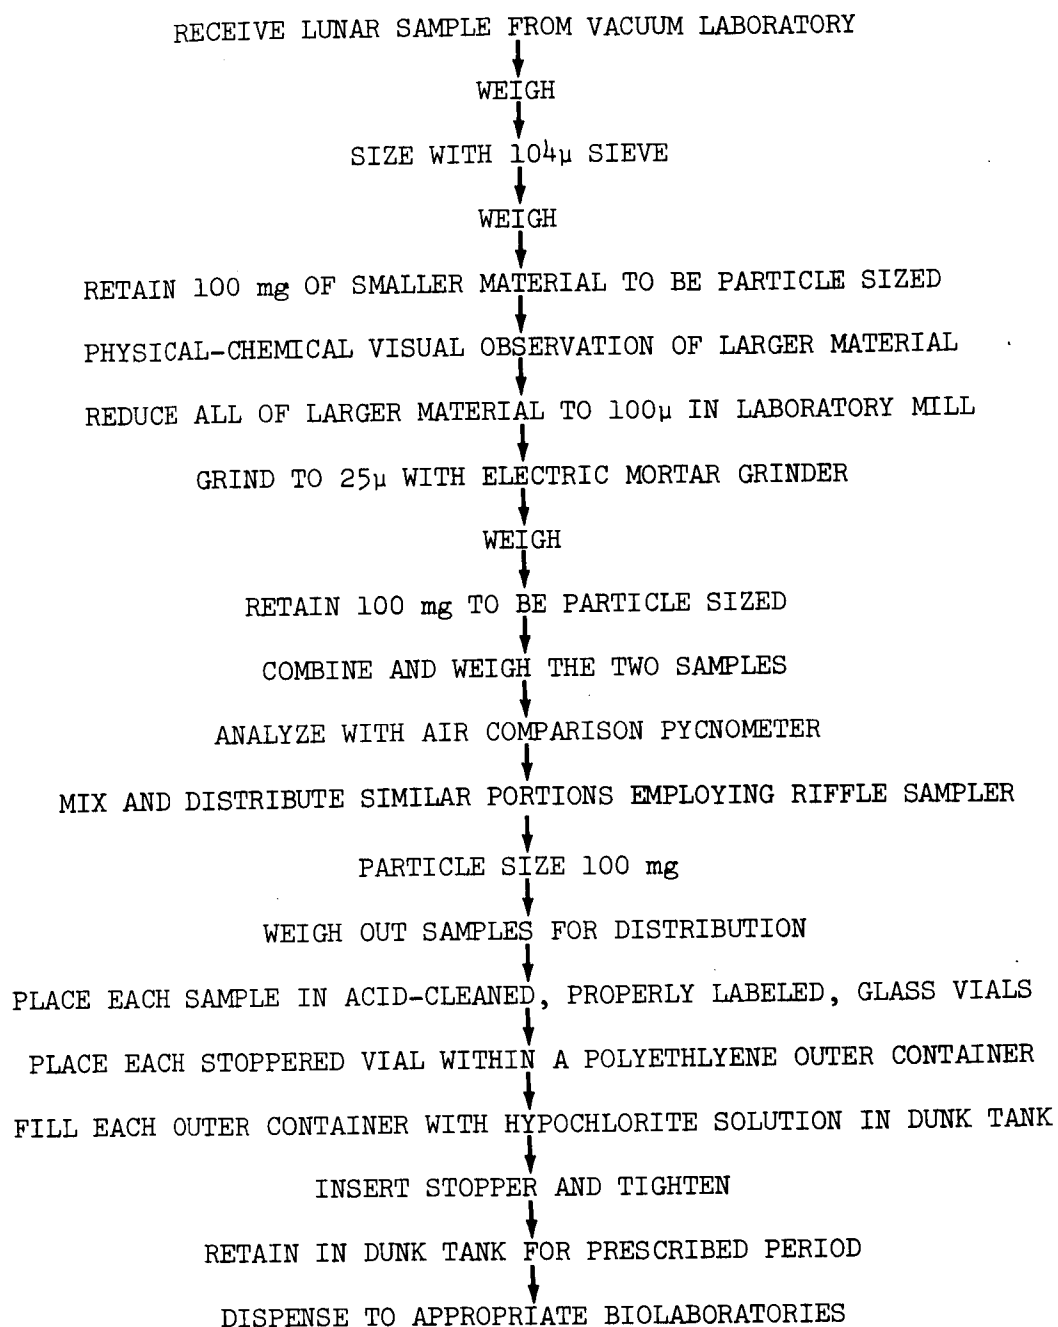 RECEIVE LUNAR SAMPLE FROM VACUUM LABORATORY
WEIGH
SIZE WITH 104μ SIEVE
WEIGH
RETAIN 100 mg OF SMALLER MATERIAL TO BE PARTICLE SIZED
PHYSICAL-CHEMICAL VISUAL OBSERVATION OF LARGER MATERIAL
REDUCE ALL OF LARGER MATERIAL TO 100μ IN LABORATORY MILL
GRIND TO 25μ WITH ELECTRIC MORTAR GRINDER
WEIGH
RETAIN 100 mg TO BE PARTICLE SIZED
COMBINE AND WEIGH THE TWO SAMPLES
ANALYZE WITH AIR COMPARISON PYCNOMETER
MIX AND DISTRIBUTE SIMILAR PORTIONS EMPLOYING RIFFLE SAMPLER
PARTICLE SIZE 100 mg
WEIGH OUT SAMPLES FOR DISTRIBUTION
PLACE EACH SAMPLE IN ACID-CLEANED, PROPERLY LABELED, GLASS VIALS
PLACE EACH STOPPERED VIAL WITHIN A POLYETHLYENE OUTER CONTAINER
FILL EACH OUTER CONTAINER WITH HYPOCHLORITE SOLUTION IN DUNK TANK
INSERT STOPPER AND TIGHTEN
RETAIN IN DUNK TANK FOR PRESCRIBED PERIOD
DISPENSE TO APPROPRIATE BIOLABORATORIES